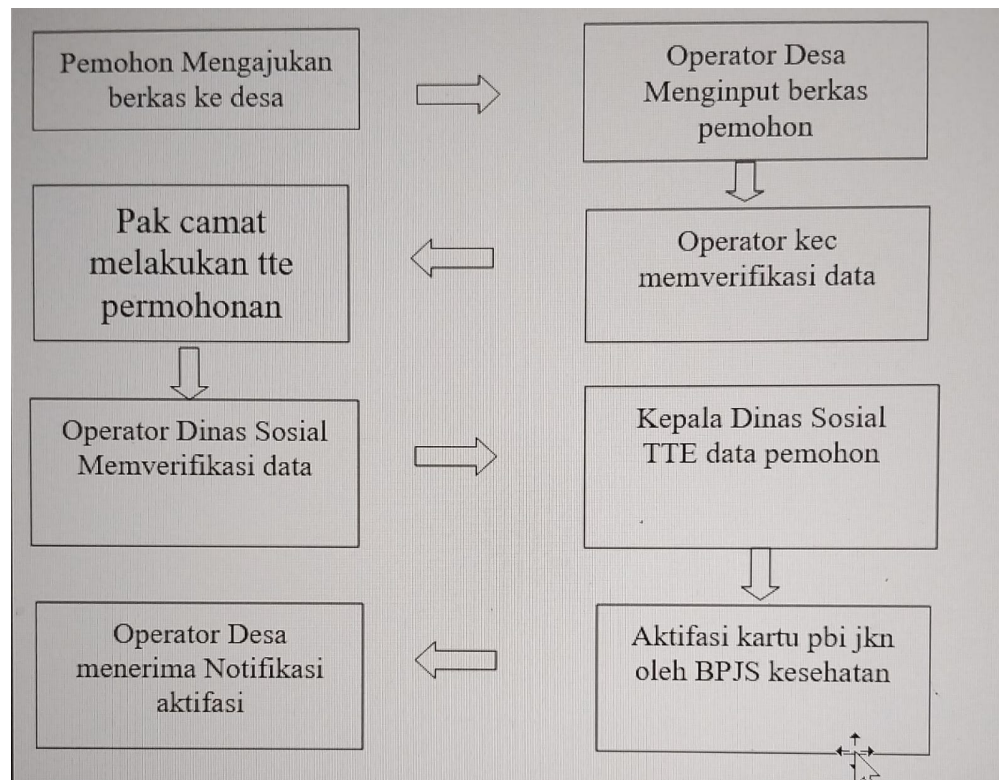 Pemohon Mengajukan
berkas ke desa
Operator Desa
Menginput berkas
pemohon
Operator kec
memverifikasi data
Pak camat
melakukan tte
permohonan
Operator Dinas Sosial
Memverifikasi data
Kepala Dinas Sosial
TTE data pemohon
Aktifasi kartu pbi jkn
oleh BPJS kesehatan
Operator Desa
menerima Notifikasi
aktifasi